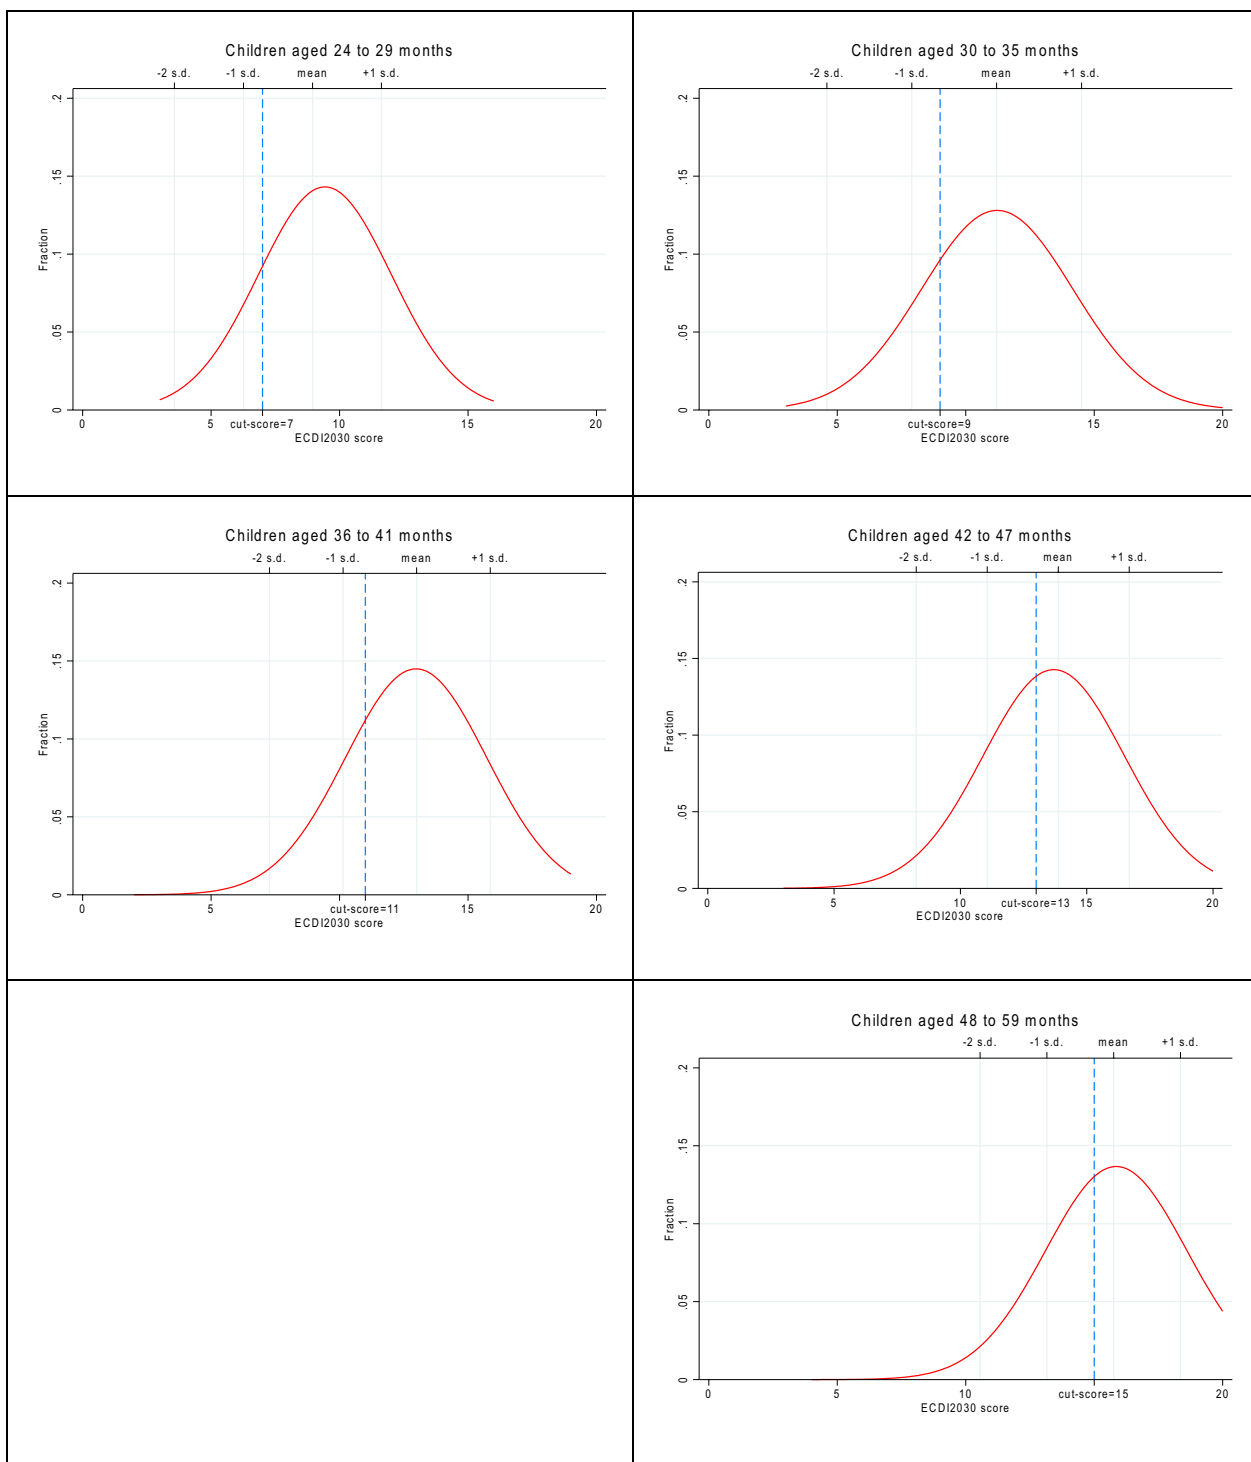 Children aged 24 to 29 months
-2 s.d. -1 s.d. mean +1 s.d.
Fraction
.2
.15
.1
.05
0
0 5 cut-score=7 10 15 20
ECDI2030 score
Children aged 30 to 35 months
-2 s.d. -1 s.d. mean +1 s.d.
Fraction
.2
.15
.1
.05
0
0 5 cut-score=9 10 15 20
ECDI2030 score
Children aged 36 to 41 months
-2 s.d. -1 s.d. mean +1 s.d.
Fraction
.2
.15
.1
.05
0
0 5 cut-score=11 15 20
ECDI2030 score
Children aged 42 to 47 months
-2 s.d. -1 s.d. mean +1 s.d.
Fraction
.2
.15
.1
.05
0
0 5 10 cut-score=13 15 20
ECDI2030 score
Children aged 48 to 59 months
-2 s.d. -1 s.d. mean +1 s.d.
Fraction
.2
.15
.1
.05
0
0 5 10 cut-score=15 20
ECDI2030 score